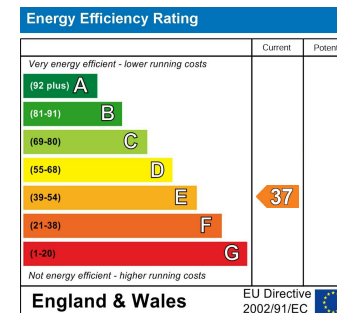 Energy Efficiency Rating
Current Poten
Very energy efficient - lower running costs
(92 plus) A
(81-91) B
(69-80) C
(55-68) D
(39-54) E 37
(21-38) F
(1-20) G
Not energy efficient - higher running costs
England & Wales
EU Directive
2002/91/EC